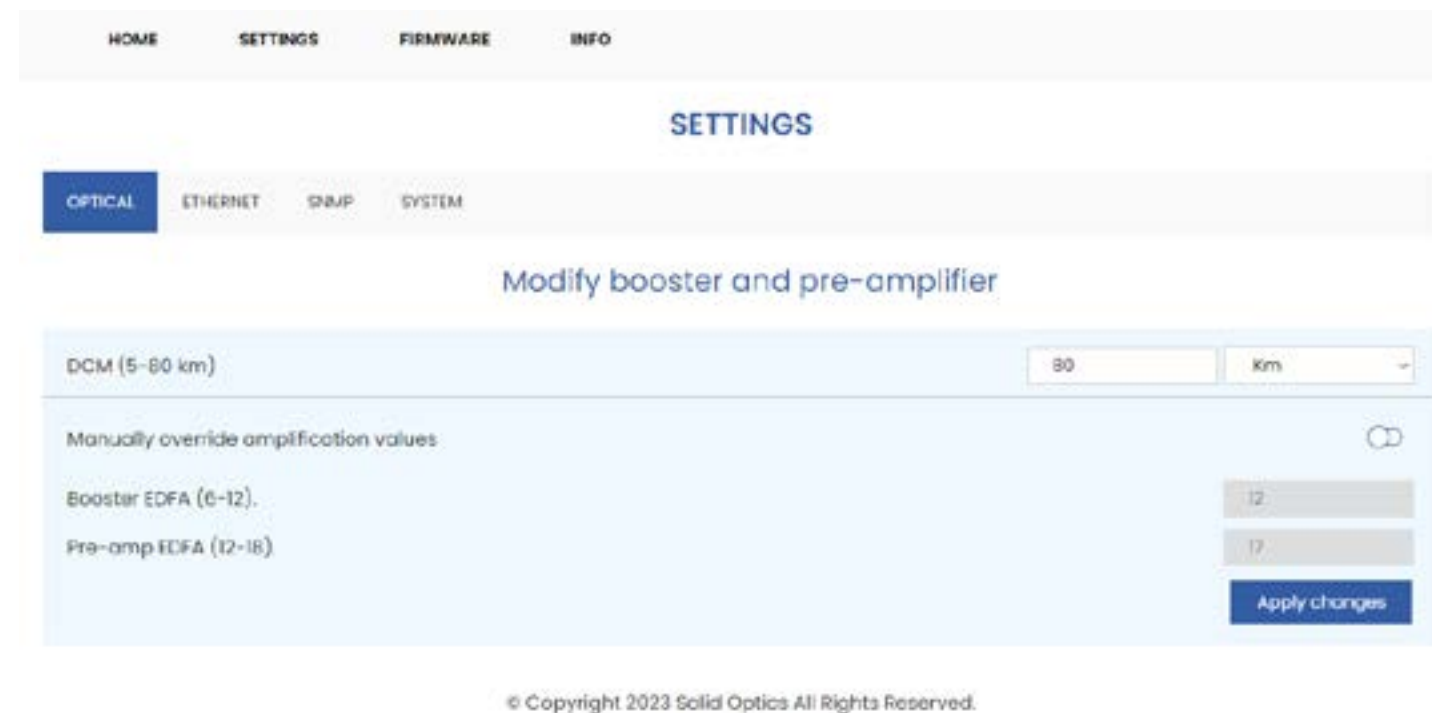 HOME SETTINGS FIRMWARE INFO
SETTINGS
OPTICAL ETHERNET SNMP SYSTEM
Modify booster and pre-amplifier
DCM (5-80 km) 80 Km
Manually override amplification values
Booster EDFA (6-12). 12
Pre-amp EDFA (12-18) 17
Apply changes
© Copyright 2023 Solid Optics All Rights Reserved.